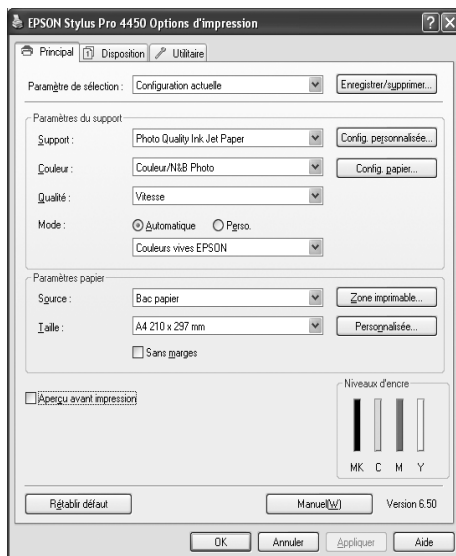 EPSON Stylus Pro 4450 Options d'impression
Principal Disposition Utilitaire
Paramètre de sélection : Configuration actuelle Enregistrer/supprimer...
Paramètres du support
Support : Photo Quality Ink Jet Paper Config. personnalisée...
Couleur : Couleur/N&B Photo Config. papier...
Qualité : Vitesse
Mode : Automatique Perso.
Couleurs vives EPSON
Paramètres papier
Source : Bac papier Zone imprimable...
Taille : A4 210 x 297 mm Personnalisée...
Sans marges
Aperçu avant impression
Niveaux d'encre
MK C M Y
Rétablir défaut Manuel(W) Version 6.50
OK Annuler Appliquer Aide